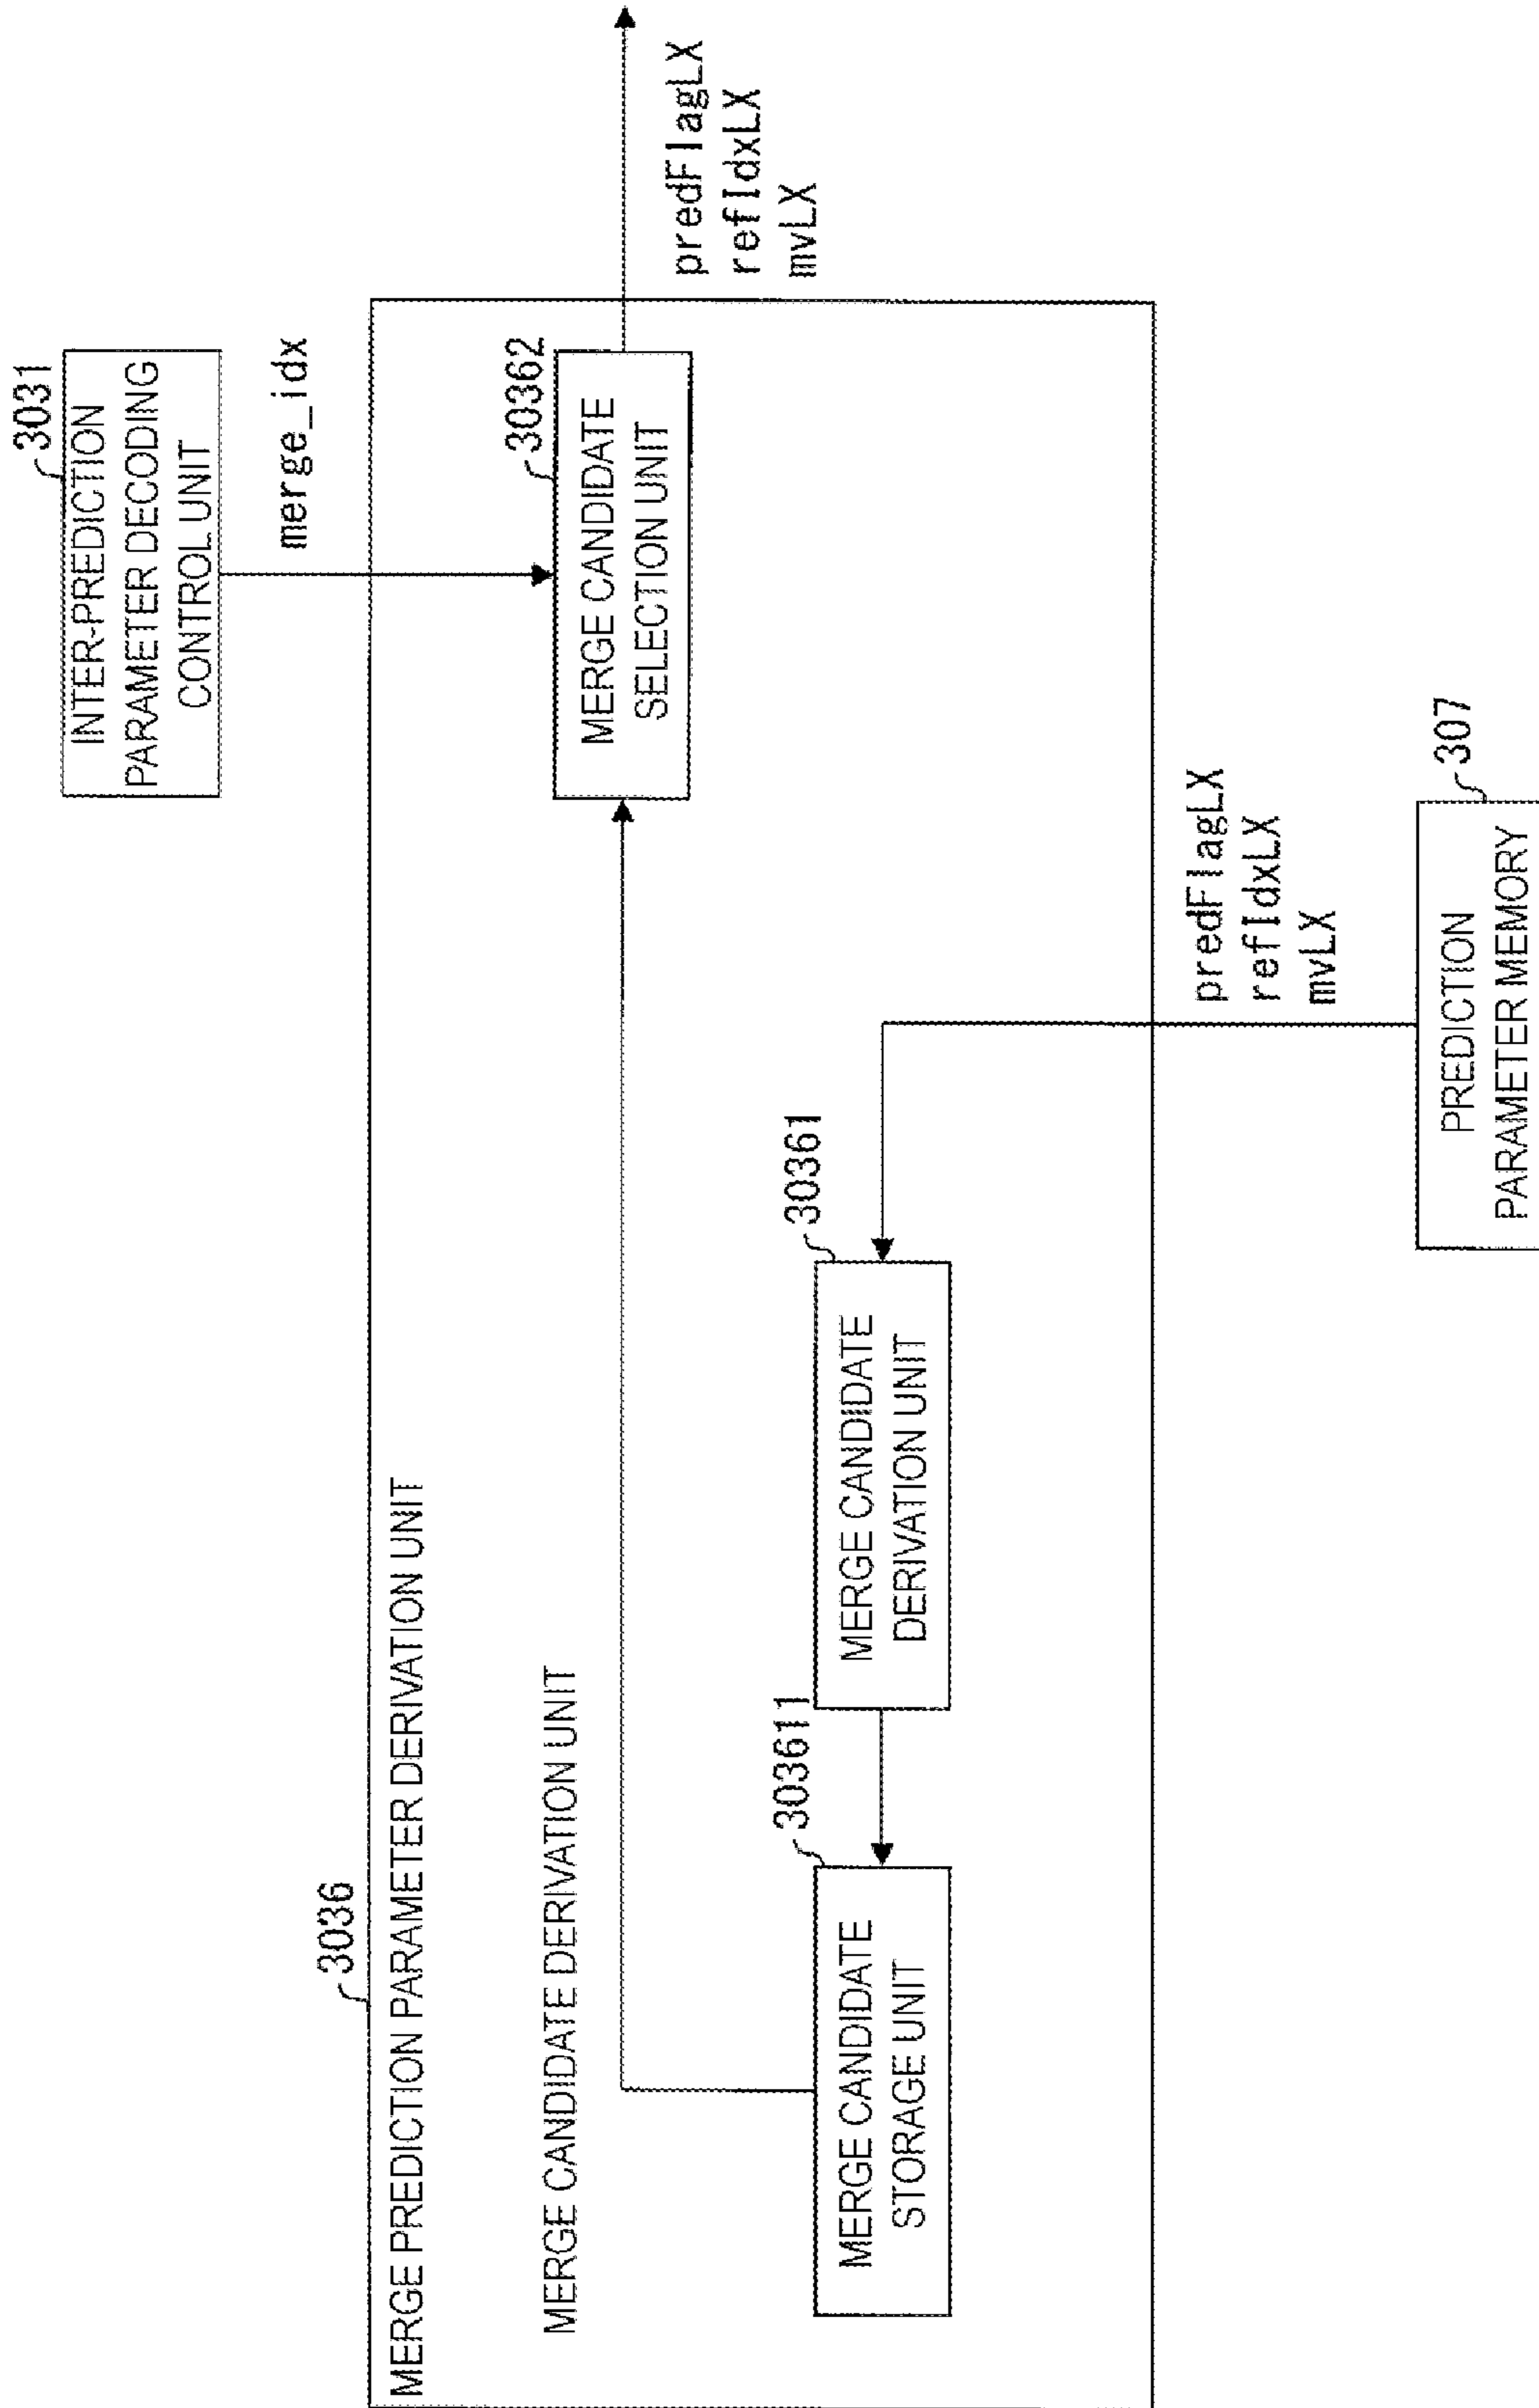 3031
INTER-PREDICTION
PARAMETER DECODING
CONTROL UNIT
merge_idx
3036
MERGE PREDICTION PARAMETER DERIVATION UNIT
30362
MERGE CANDIDATE
SELECTION UNIT
predFlagLX
refIdxLX
mvLX
MERGE CANDIDATE DERIVATION UNIT
303611
MERGE CANDIDATE
STORAGE UNIT
30361
MERGE CANDIDATE
DERIVATION UNIT
predFlagLX
refIdxLX
mvLX
307
PREDICTION
PARAMETER MEMORY